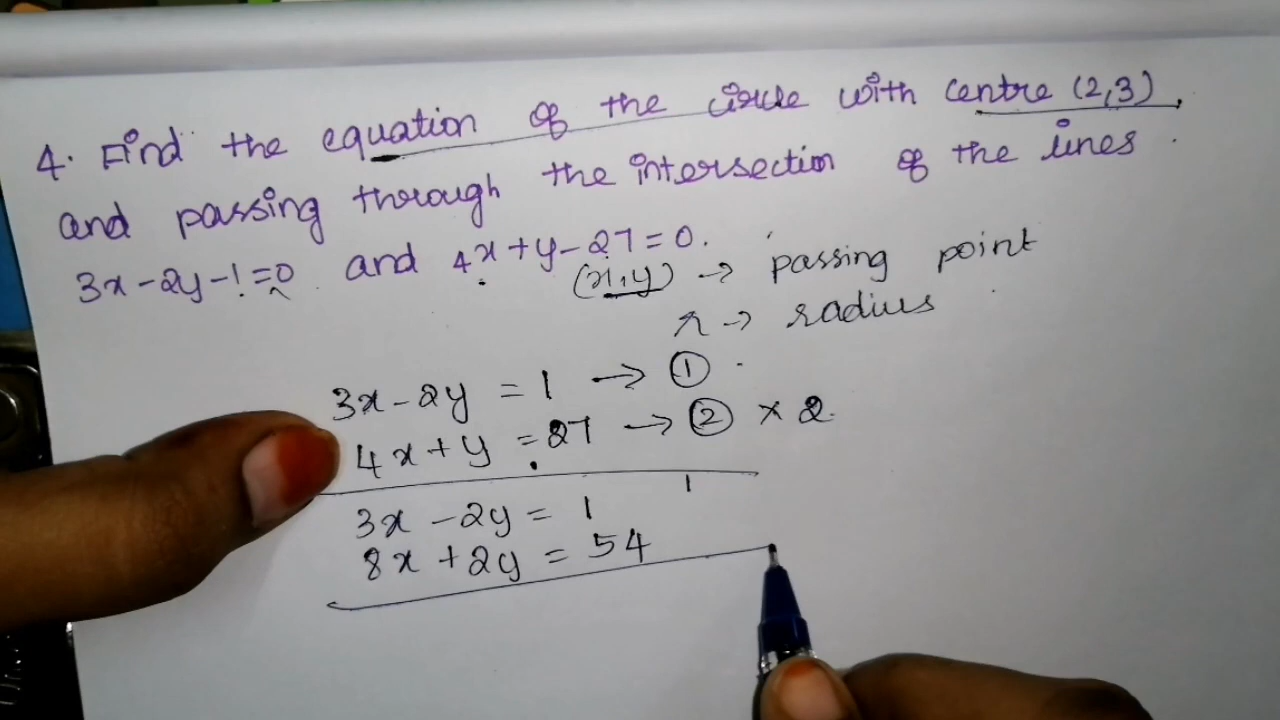 4. Find the equation of the circle with centre (2,3),
and passing through the intersection of the lines.
3x-2y-1=0 and 4x+y-27=0.
(x,y) → passing point
r → radius
3x-2y = 1 → ①
4x+y = 27 → ② × 2
3x-2y = 1
8x+2y = 54